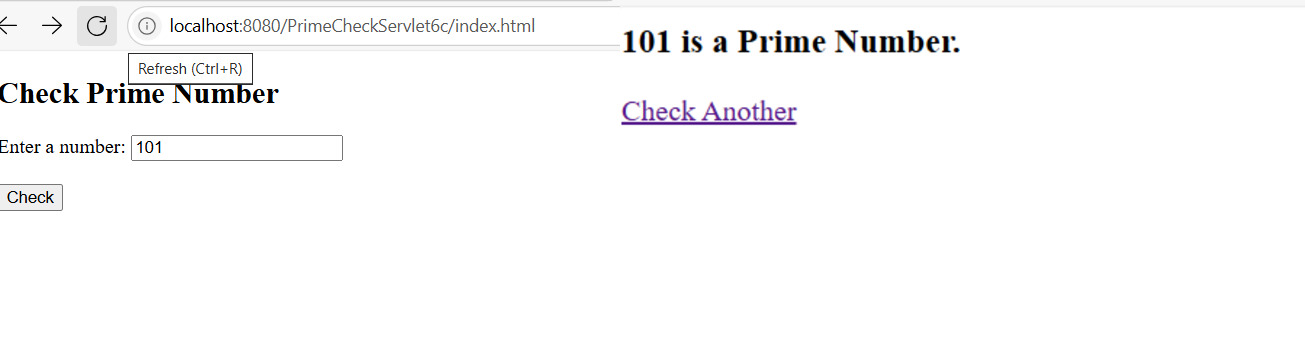 localhost:8080/PrimeCheckServlet6c/index.html
Refresh (Ctrl+R)
Check Prime Number
Enter a number: 101
Check
101 is a Prime Number.
Check Another